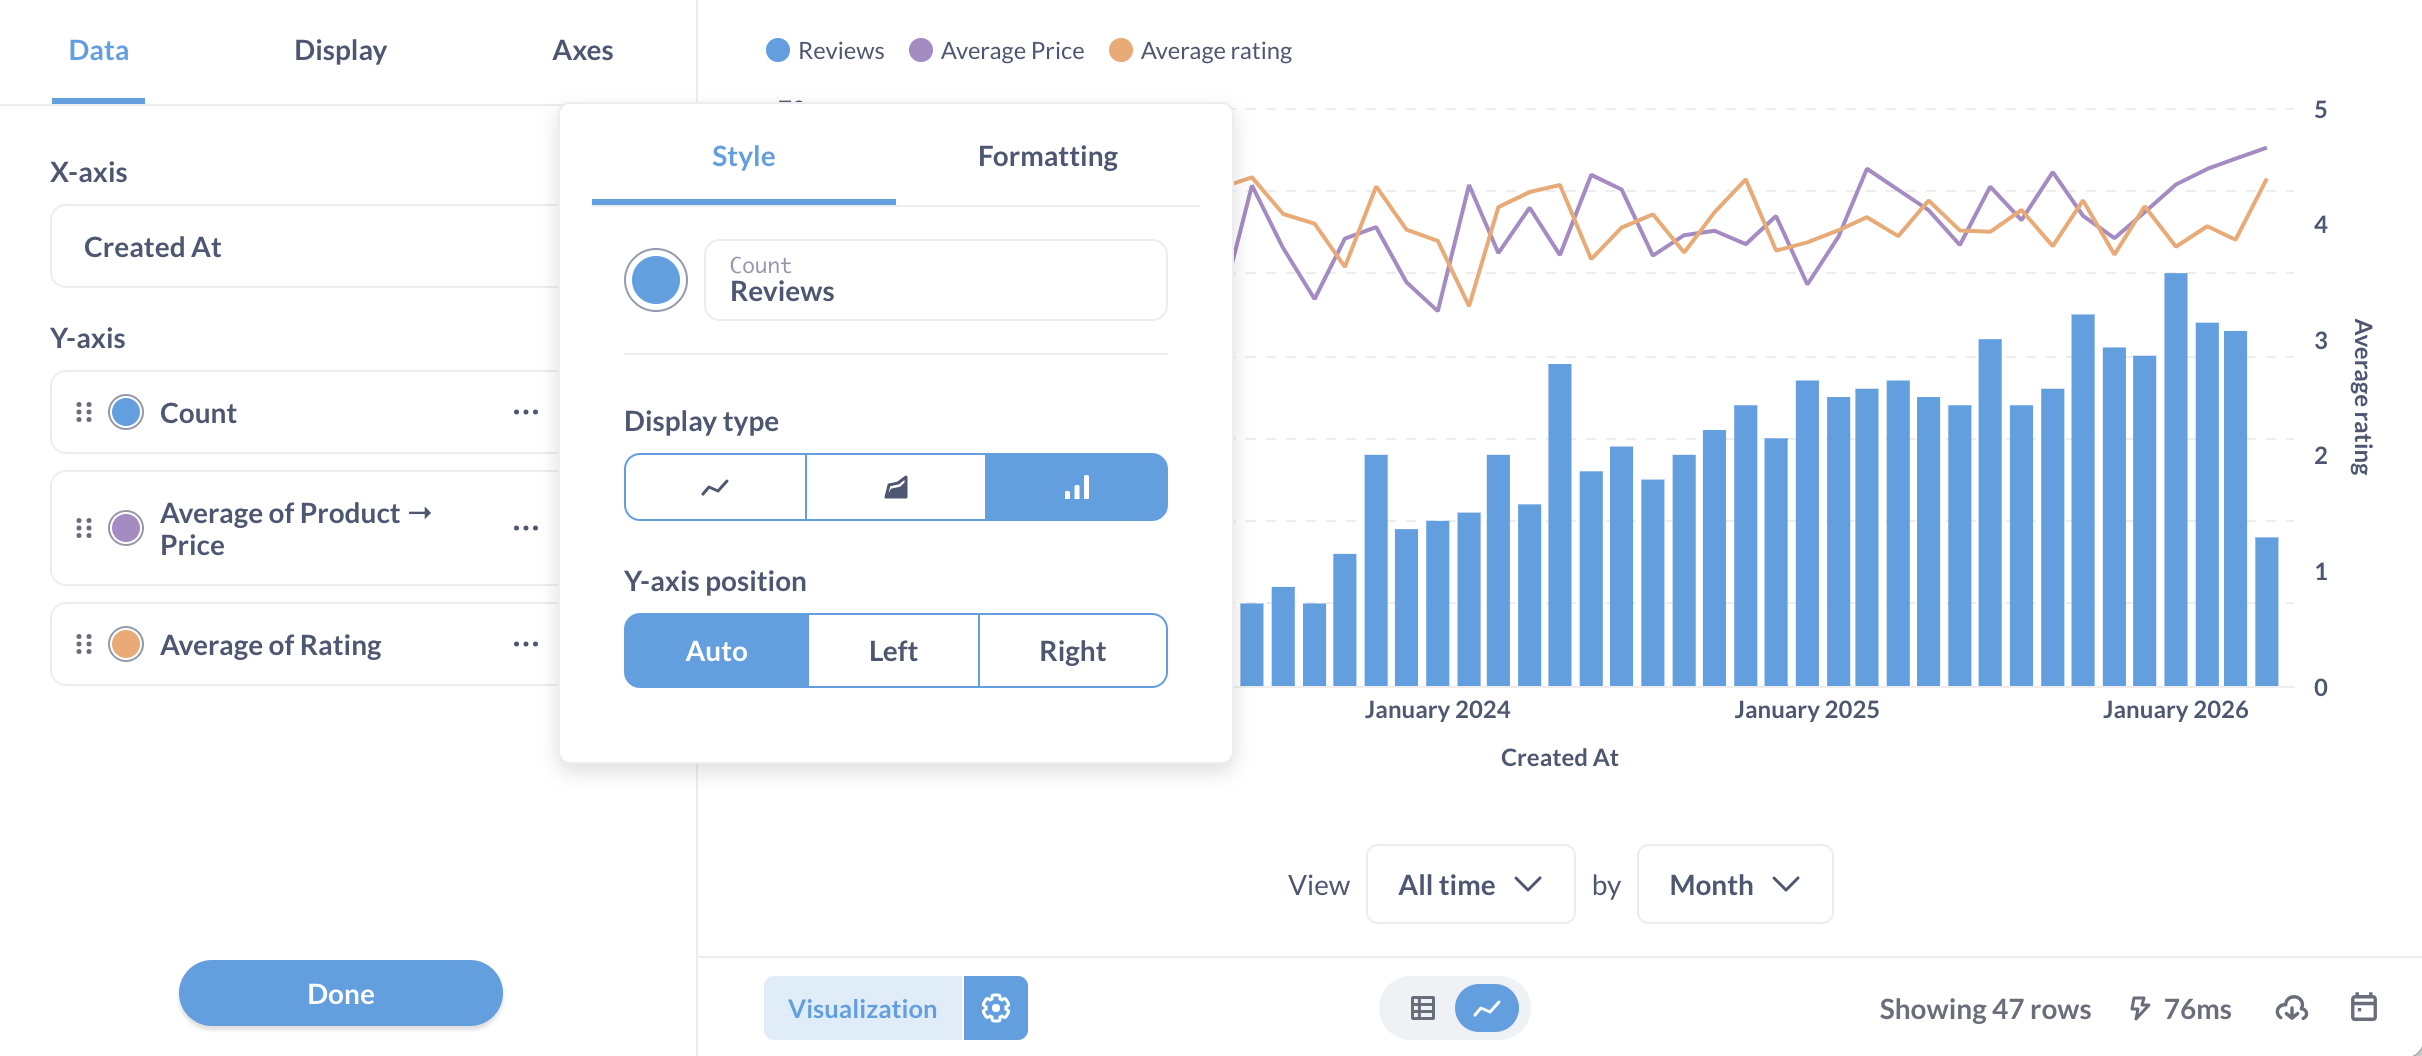 Data
Display
Axes
Reviews
Average Price
Average rating
X-axis
Created At
Y-axis
Count
Average of Product →
Price
Average of Rating
Done
Style
Formatting
Count
Reviews
Display type
Y-axis position
Auto
Left
Right
5
4
3
2
1
0
Average rating
January 2024
January 2025
January 2026
Created At
View
All time
by
Month
Visualization
Showing 47 rows
76ms